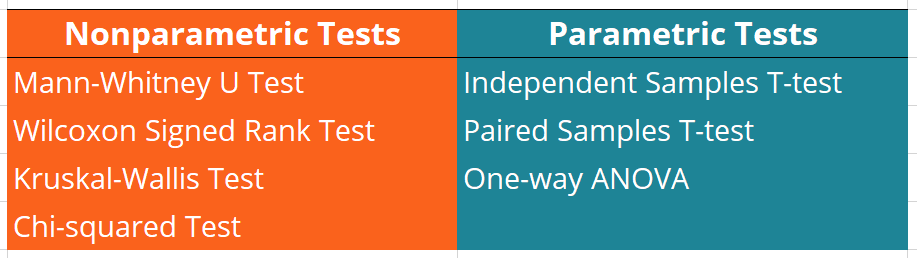 Nonparametric Tests
Parametric Tests
Mann-Whitney U Test
Independent Samples T-test
Wilcoxon Signed Rank Test
Paired Samples T-test
Kruskal-Wallis Test
One-way ANOVA
Chi-squared Test